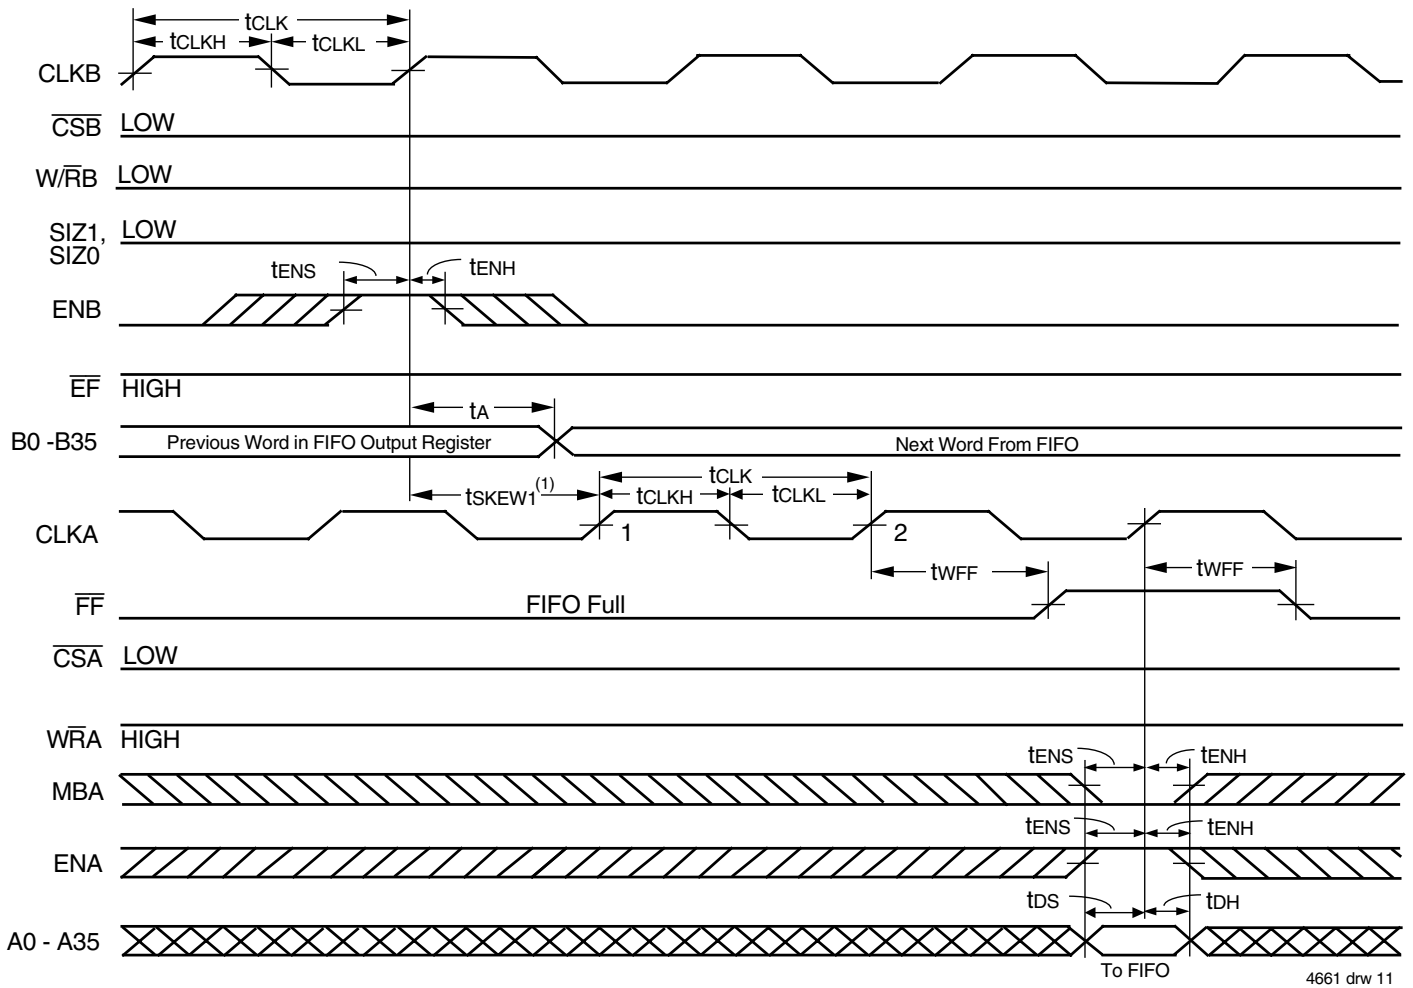 tCLK
tCLKH
tCLKL
CLKB
CSB
LOW
W/RB
LOW
SIZ1,
SIZ0
LOW
tENS
tENH
ENB
EF
HIGH
tA
B0 -B35
Previous Word in FIFO Output Register
Next Word From FIFO
tCLK
tSKEW1(1)
tCLKH
tCLKL
CLKA
1
2
tWFF
tWFF
FF
FIFO Full
CSA
LOW
WRA
HIGH
tENS
tENH
MBA
tENS
tENH
ENA
tDS
tDH
A0 - A35
To FIFO
4661 drw 11